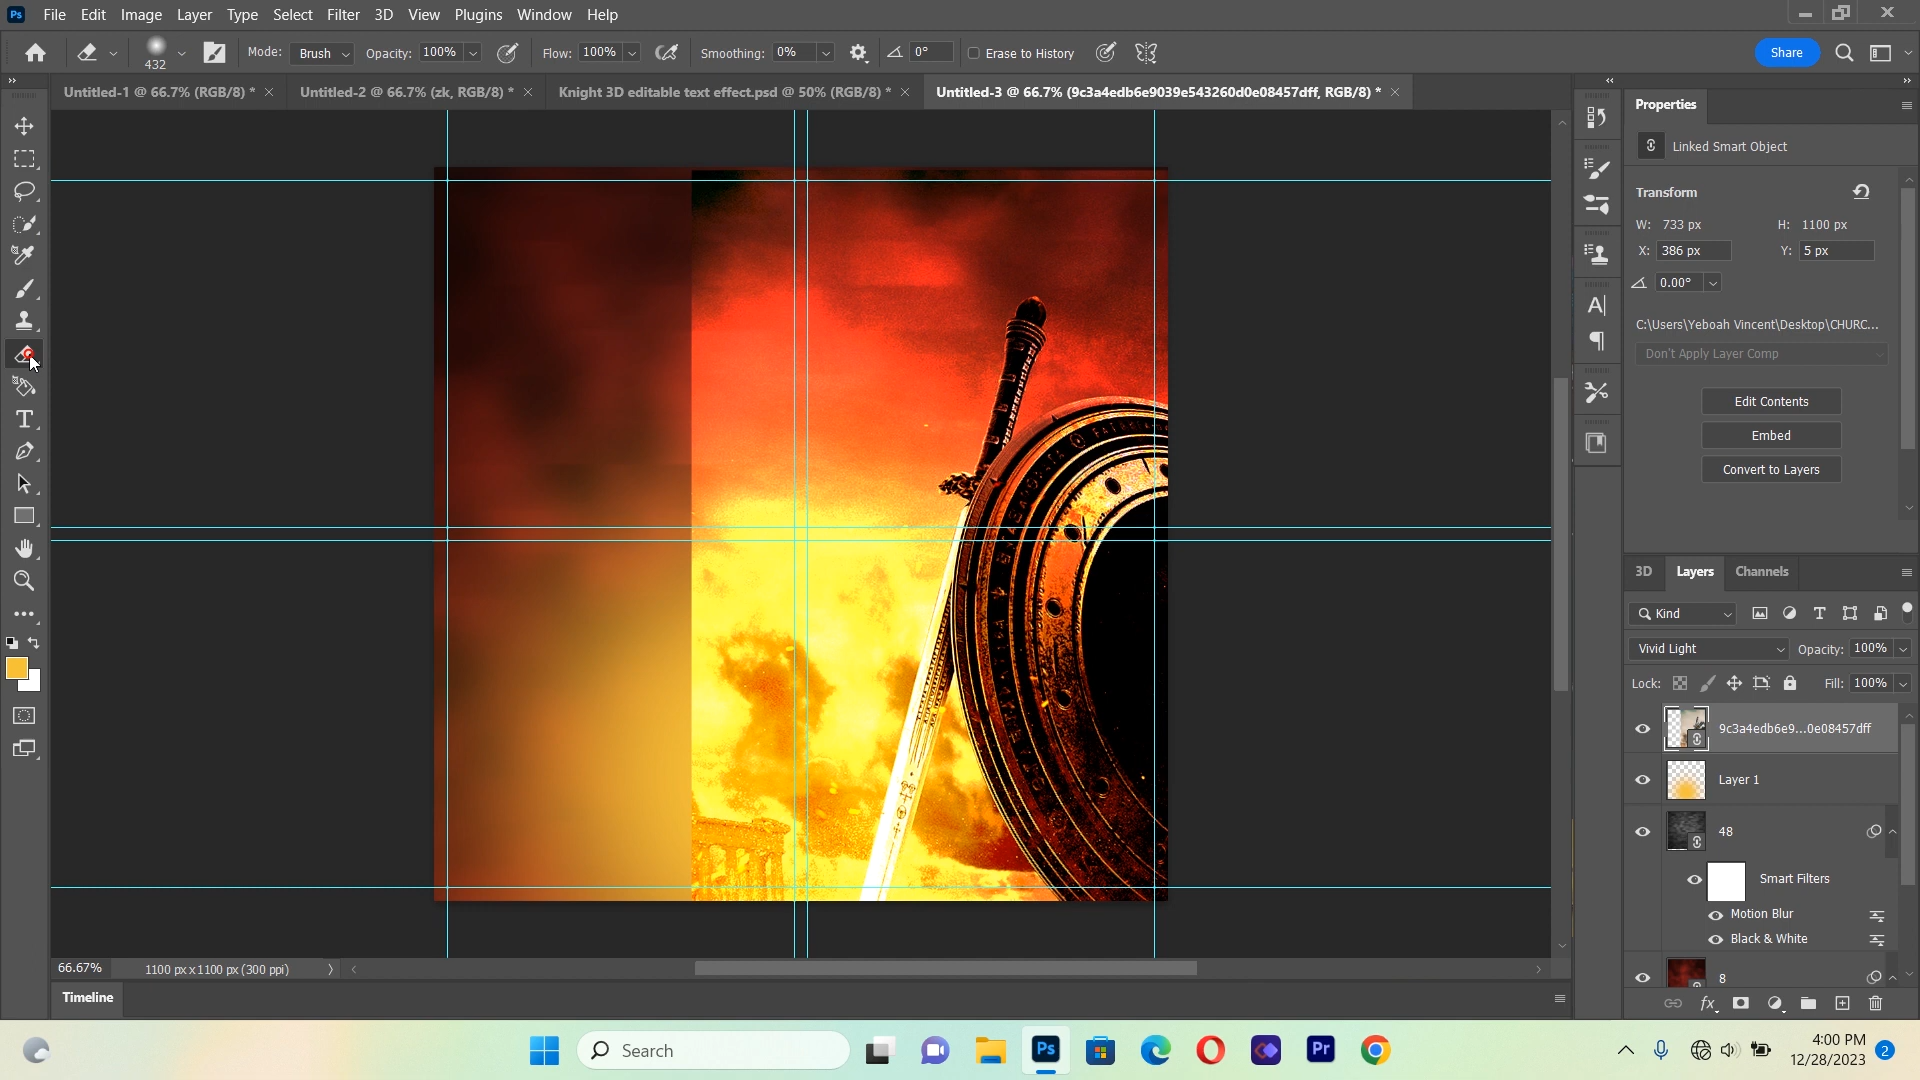 Ps File Edit Image Layer Type Select Filter 3D View Plugins Window Help
432 Mode: Brush Opacity: 100% Flow: 100% Smoothing: 0% 0° Erase to History Share
Untitled-1 @ 66.7% (RGB/8) * Untitled-2 @ 66.7% (zk, RGB/8) * Knight 3D editable text effect.psd @ 50% (RGB/8) * Untitled-3 @ 66.7% (9c3a4edb6e9039e543260d0e08457dff, RGB/8) *
Properties
Linked Smart Object
Transform
W: 733 px H: 1100 px
X: 386 px Y: 5 px
0.00°
C:\Users\Yeboah Vincent\Desktop\CHURC...
Don't Apply Layer Comp
Edit Contents
Embed
Convert to Layers
3D Layers Channels
Kind
Vivid Light Opacity: 100%
Lock: Fill: 100%
9c3a4edb6e9...0e08457dff
Layer 1
48
Smart Filters
Motion Blur
Black & White
8
66.67% 1100 px x 1100 px (300 ppi)
Timeline
Search
Ps
Pr
4:00 PM
12/28/2023
2